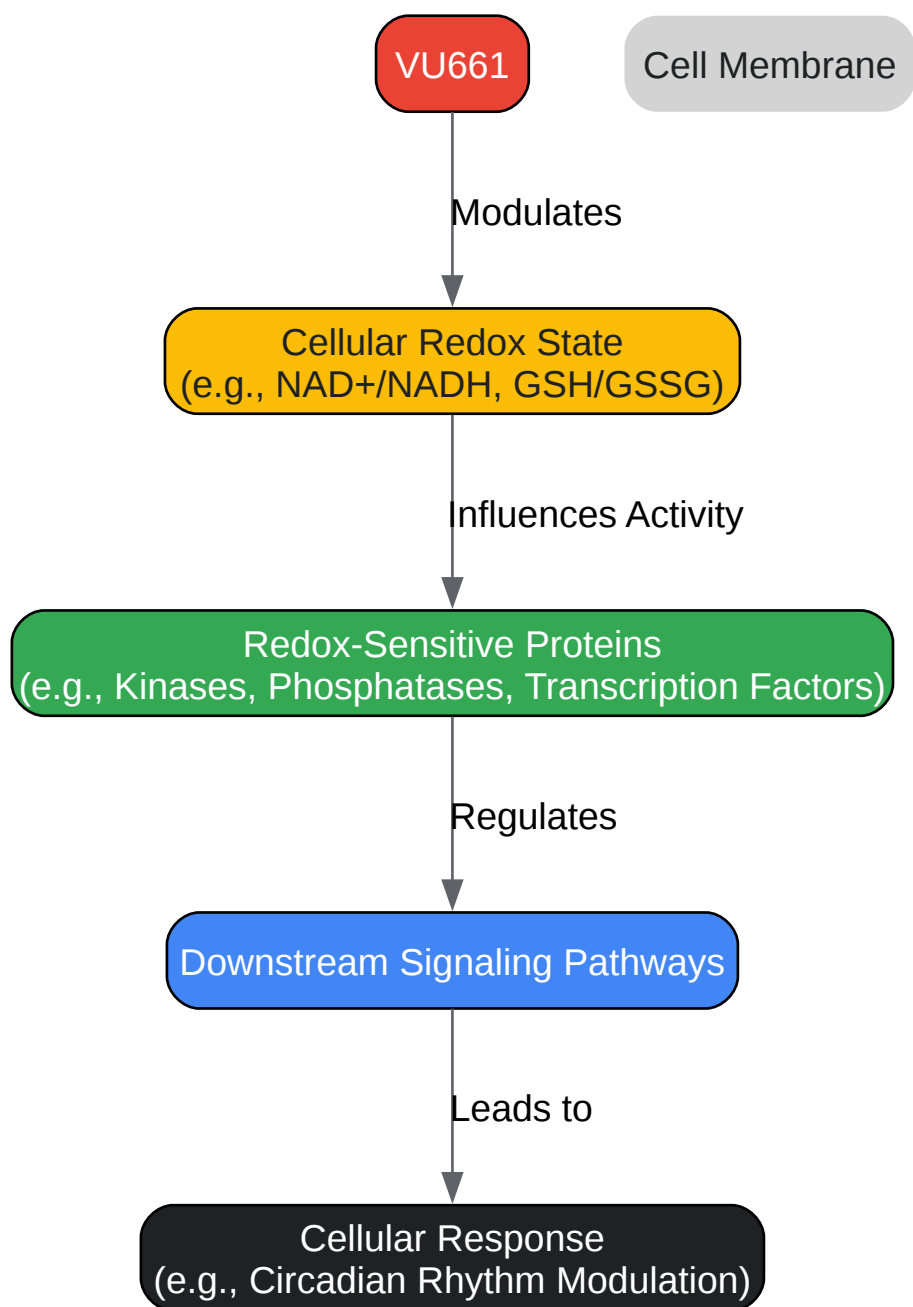 VU661
Cell Membrane
Modulates
Cellular Redox State
(e.g., NAD+/NADH, GSH/GSSG)
Influences Activity
Redox-Sensitive Proteins
(e.g., Kinases, Phosphatases, Transcription Factors)
Regulates
Downstream Signaling Pathways
Leads to
Cellular Response
(e.g., Circadian Rhythm Modulation)